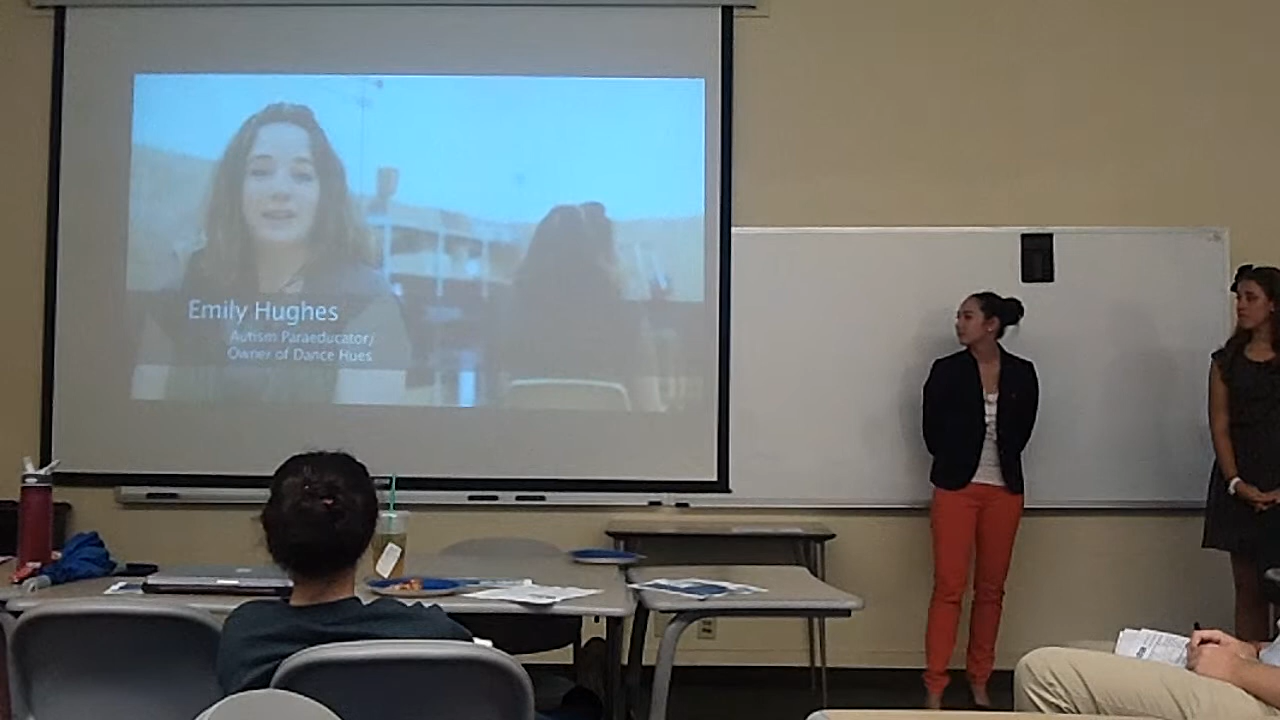 Emily Hughes
Autism Paraeducator/
Owner of Dance Hues